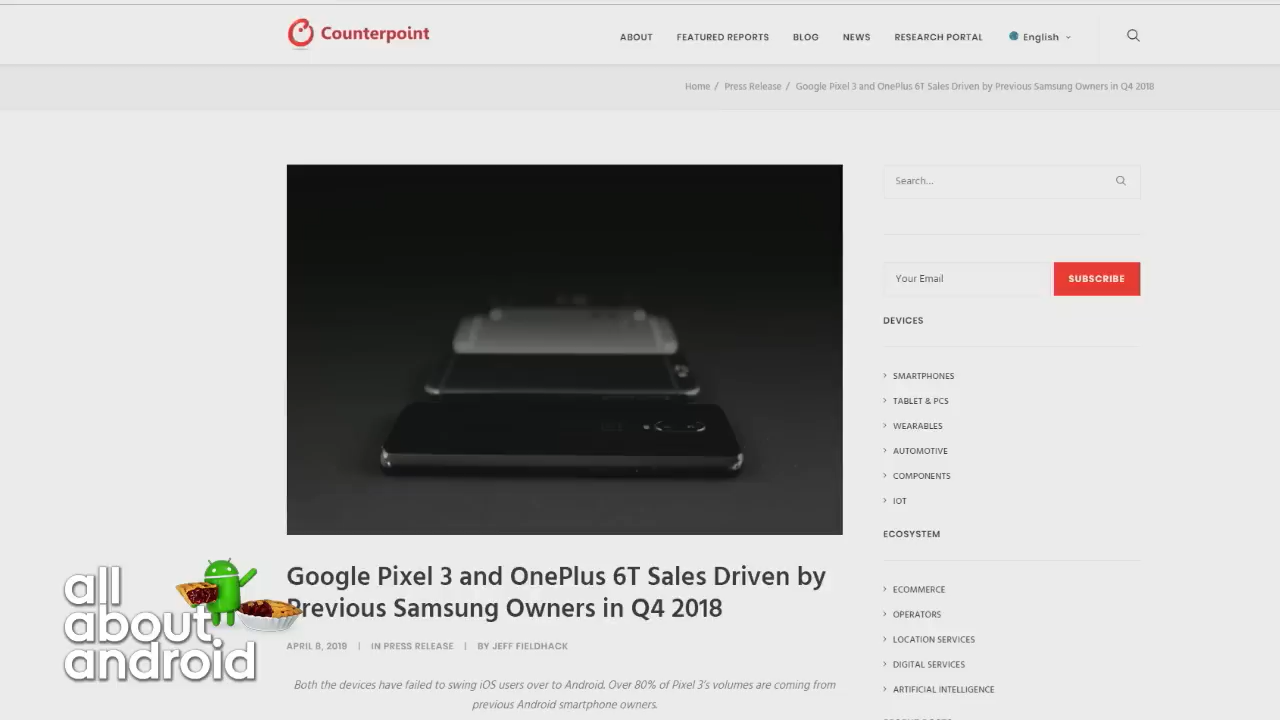 Counterpoint
ABOUT FEATURED REPORTS BLOG NEWS RESEARCH PORTAL English
Home / Press Release / Google Pixel 3 and OnePlus 6T Sales Driven by Previous Samsung Owners in Q4 2018
Search...
Your Email SUBSCRIBE
DEVICES
SMARTPHONES
TABLET & PCS
WEARABLES
AUTOMOTIVE
COMPONENTS
IOT
ECOSYSTEM
ECOMMERCE
OPERATORS
LOCATION SERVICES
DIGITAL SERVICES
ARTIFICIAL INTELLIGENCE
Google Pixel 3 and OnePlus 6T Sales Driven by
Previous Samsung Owners in Q4 2018
APRIL 8, 2019 | IN PRESS RELEASE | BY JEFF FIELDHACK
Both the devices have failed to swing iOS users over to Android. Over 80% of Pixel 3's volumes are coming from
previous Android smartphone owners.
all
about
android